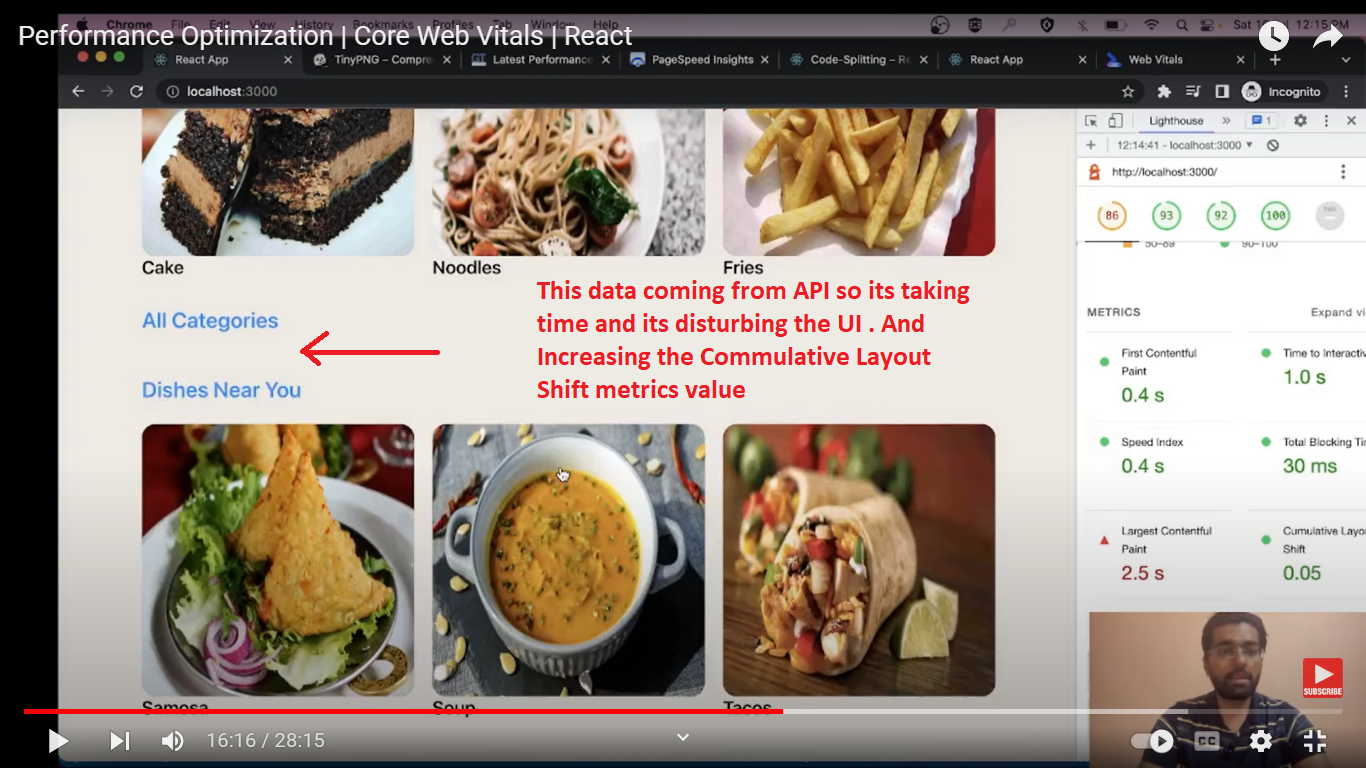 Chrome File Edit View History Bookmarks Profiles Tab Window Help
12:15 PM
Performance Optimization | Core Web Vitals | React
React App
TinyPNG – Compre
Latest Performance
PageSpeed Insights
Code-Splitting – Re
React App
Web Vitals
localhost:3000
Incognito
Lighthouse
1
12:14:41 - localhost:3000
http://localhost:3000/
86
93
92
100
50–89
90–100
Cake
Noodles
Fries
This data coming from API so its taking
time and its disturbing the UI . And
Increasing the Commulative Layout
Shift metrics value
All Categories
Dishes Near You
METRICS
Expand vi
First Contentful
Paint
0.4 s
Time to Interactiv
1.0 s
Speed Index
0.4 s
Total Blocking Ti
30 ms
Largest Contentful
Paint
2.5 s
Cumulative Layo
Shift
0.05
Samosa
Soup
Tacos
SUBSCRIBE
16:16 / 28:15
CC